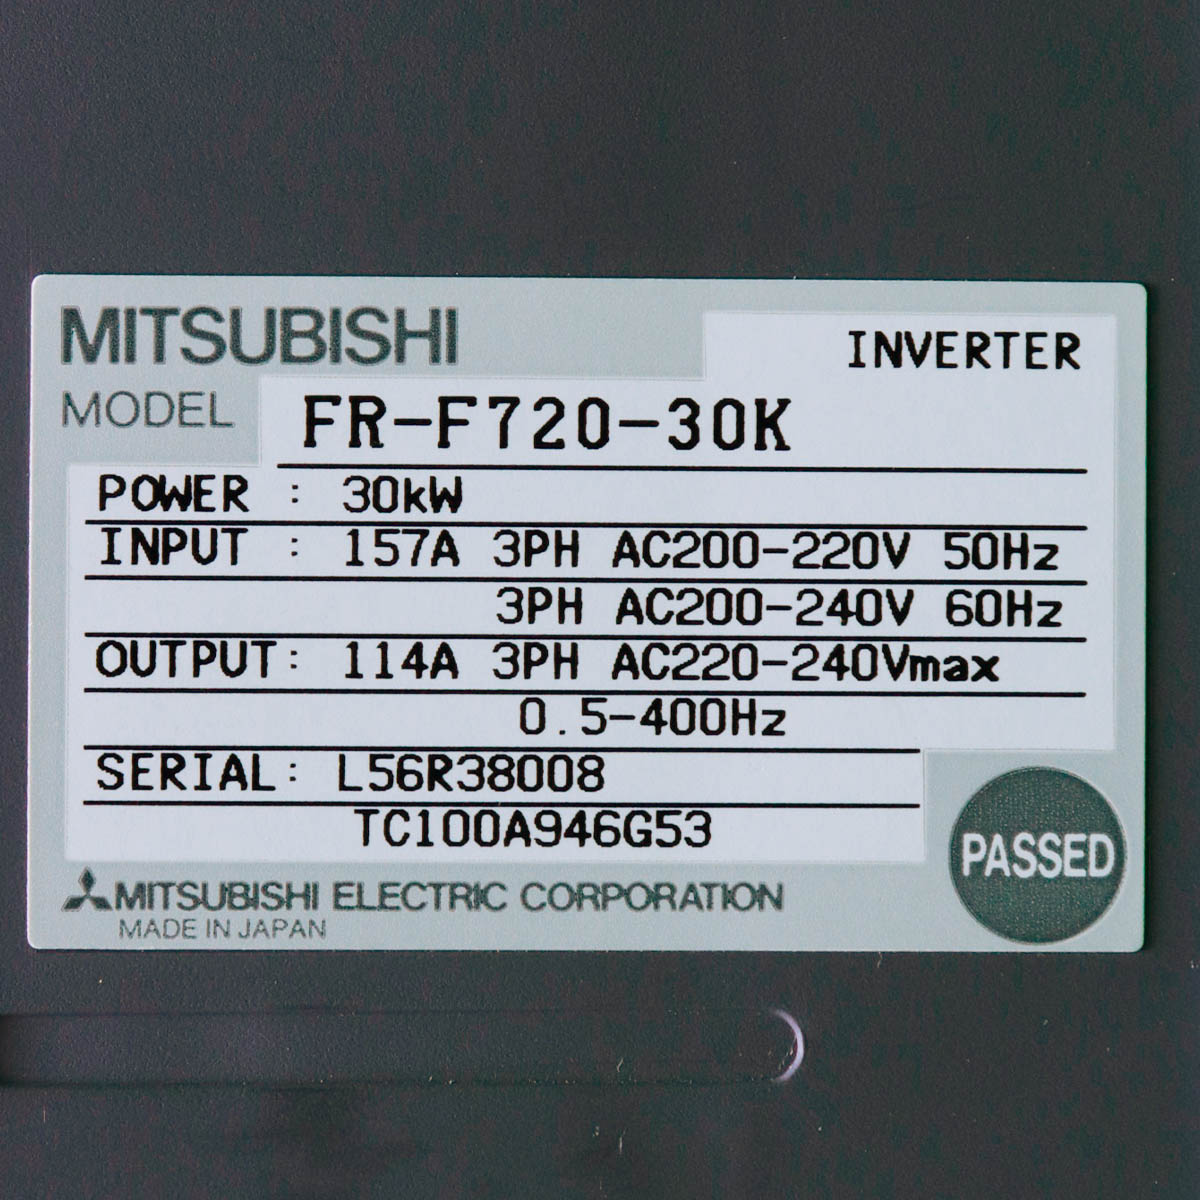 MITSUBISHI
INVERTER
MODEL FR-F720-30K
POWER : 30kW
INPUT : 157A 3PH AC200-220V 50Hz
3PH AC200-240V 60Hz
OUTPUT: 114A 3PH AC220-240Vmax
0.5-400Hz
SERIAL: L56R38008
TC100A946G53
PASSED
MITSUBISHI ELECTRIC CORPORATION
MADE IN JAPAN